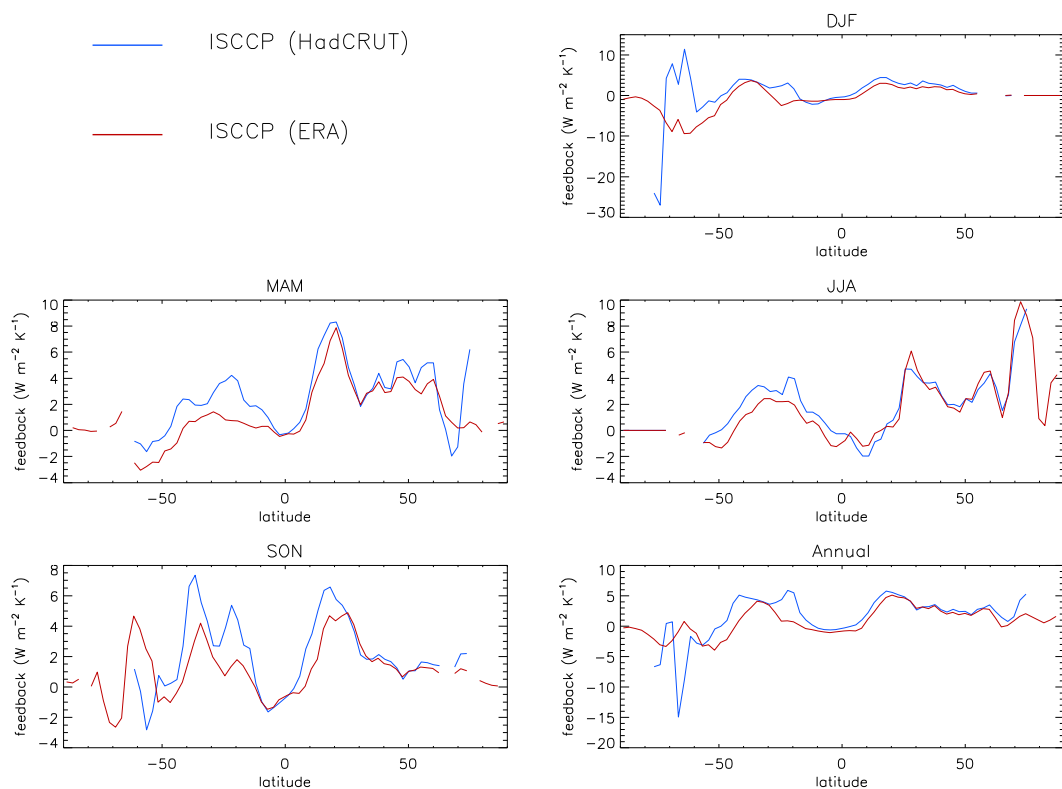 ISCCP (HadCRUT)
ISCCP (ERA)
DJF
feedback (W m⁻² K⁻¹)
10
0
−10
−20
−30
−50
0
50
latitude
MAM
feedback (W m⁻² K⁻¹)
10
8
6
4
2
0
−2
−4
−50
0
50
latitude
JJA
feedback (W m⁻² K⁻¹)
10
8
6
4
2
0
−2
−4
−50
0
50
latitude
SON
feedback (W m⁻² K⁻¹)
8
6
4
2
0
−2
−4
−50
0
50
latitude
Annual
feedback (W m⁻² K⁻¹)
10
5
0
−5
−10
−15
−20
−50
0
50
latitude